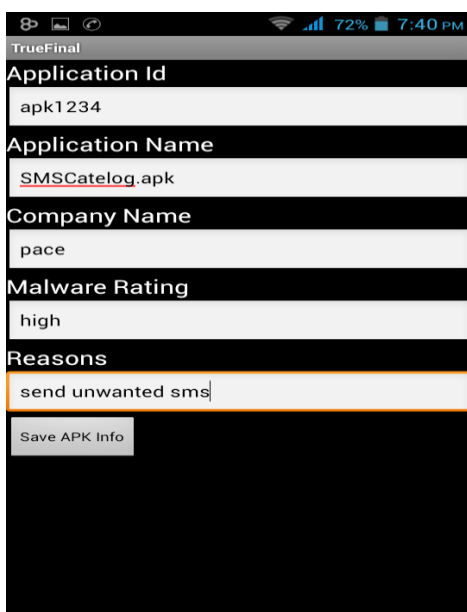 72% 7:40 PM
TrueFinal
Application Id
apk1234
Application Name
SMSCatelog.apk
Company Name
pace
Malware Rating
high
Reasons
send unwanted sms
Save APK Info